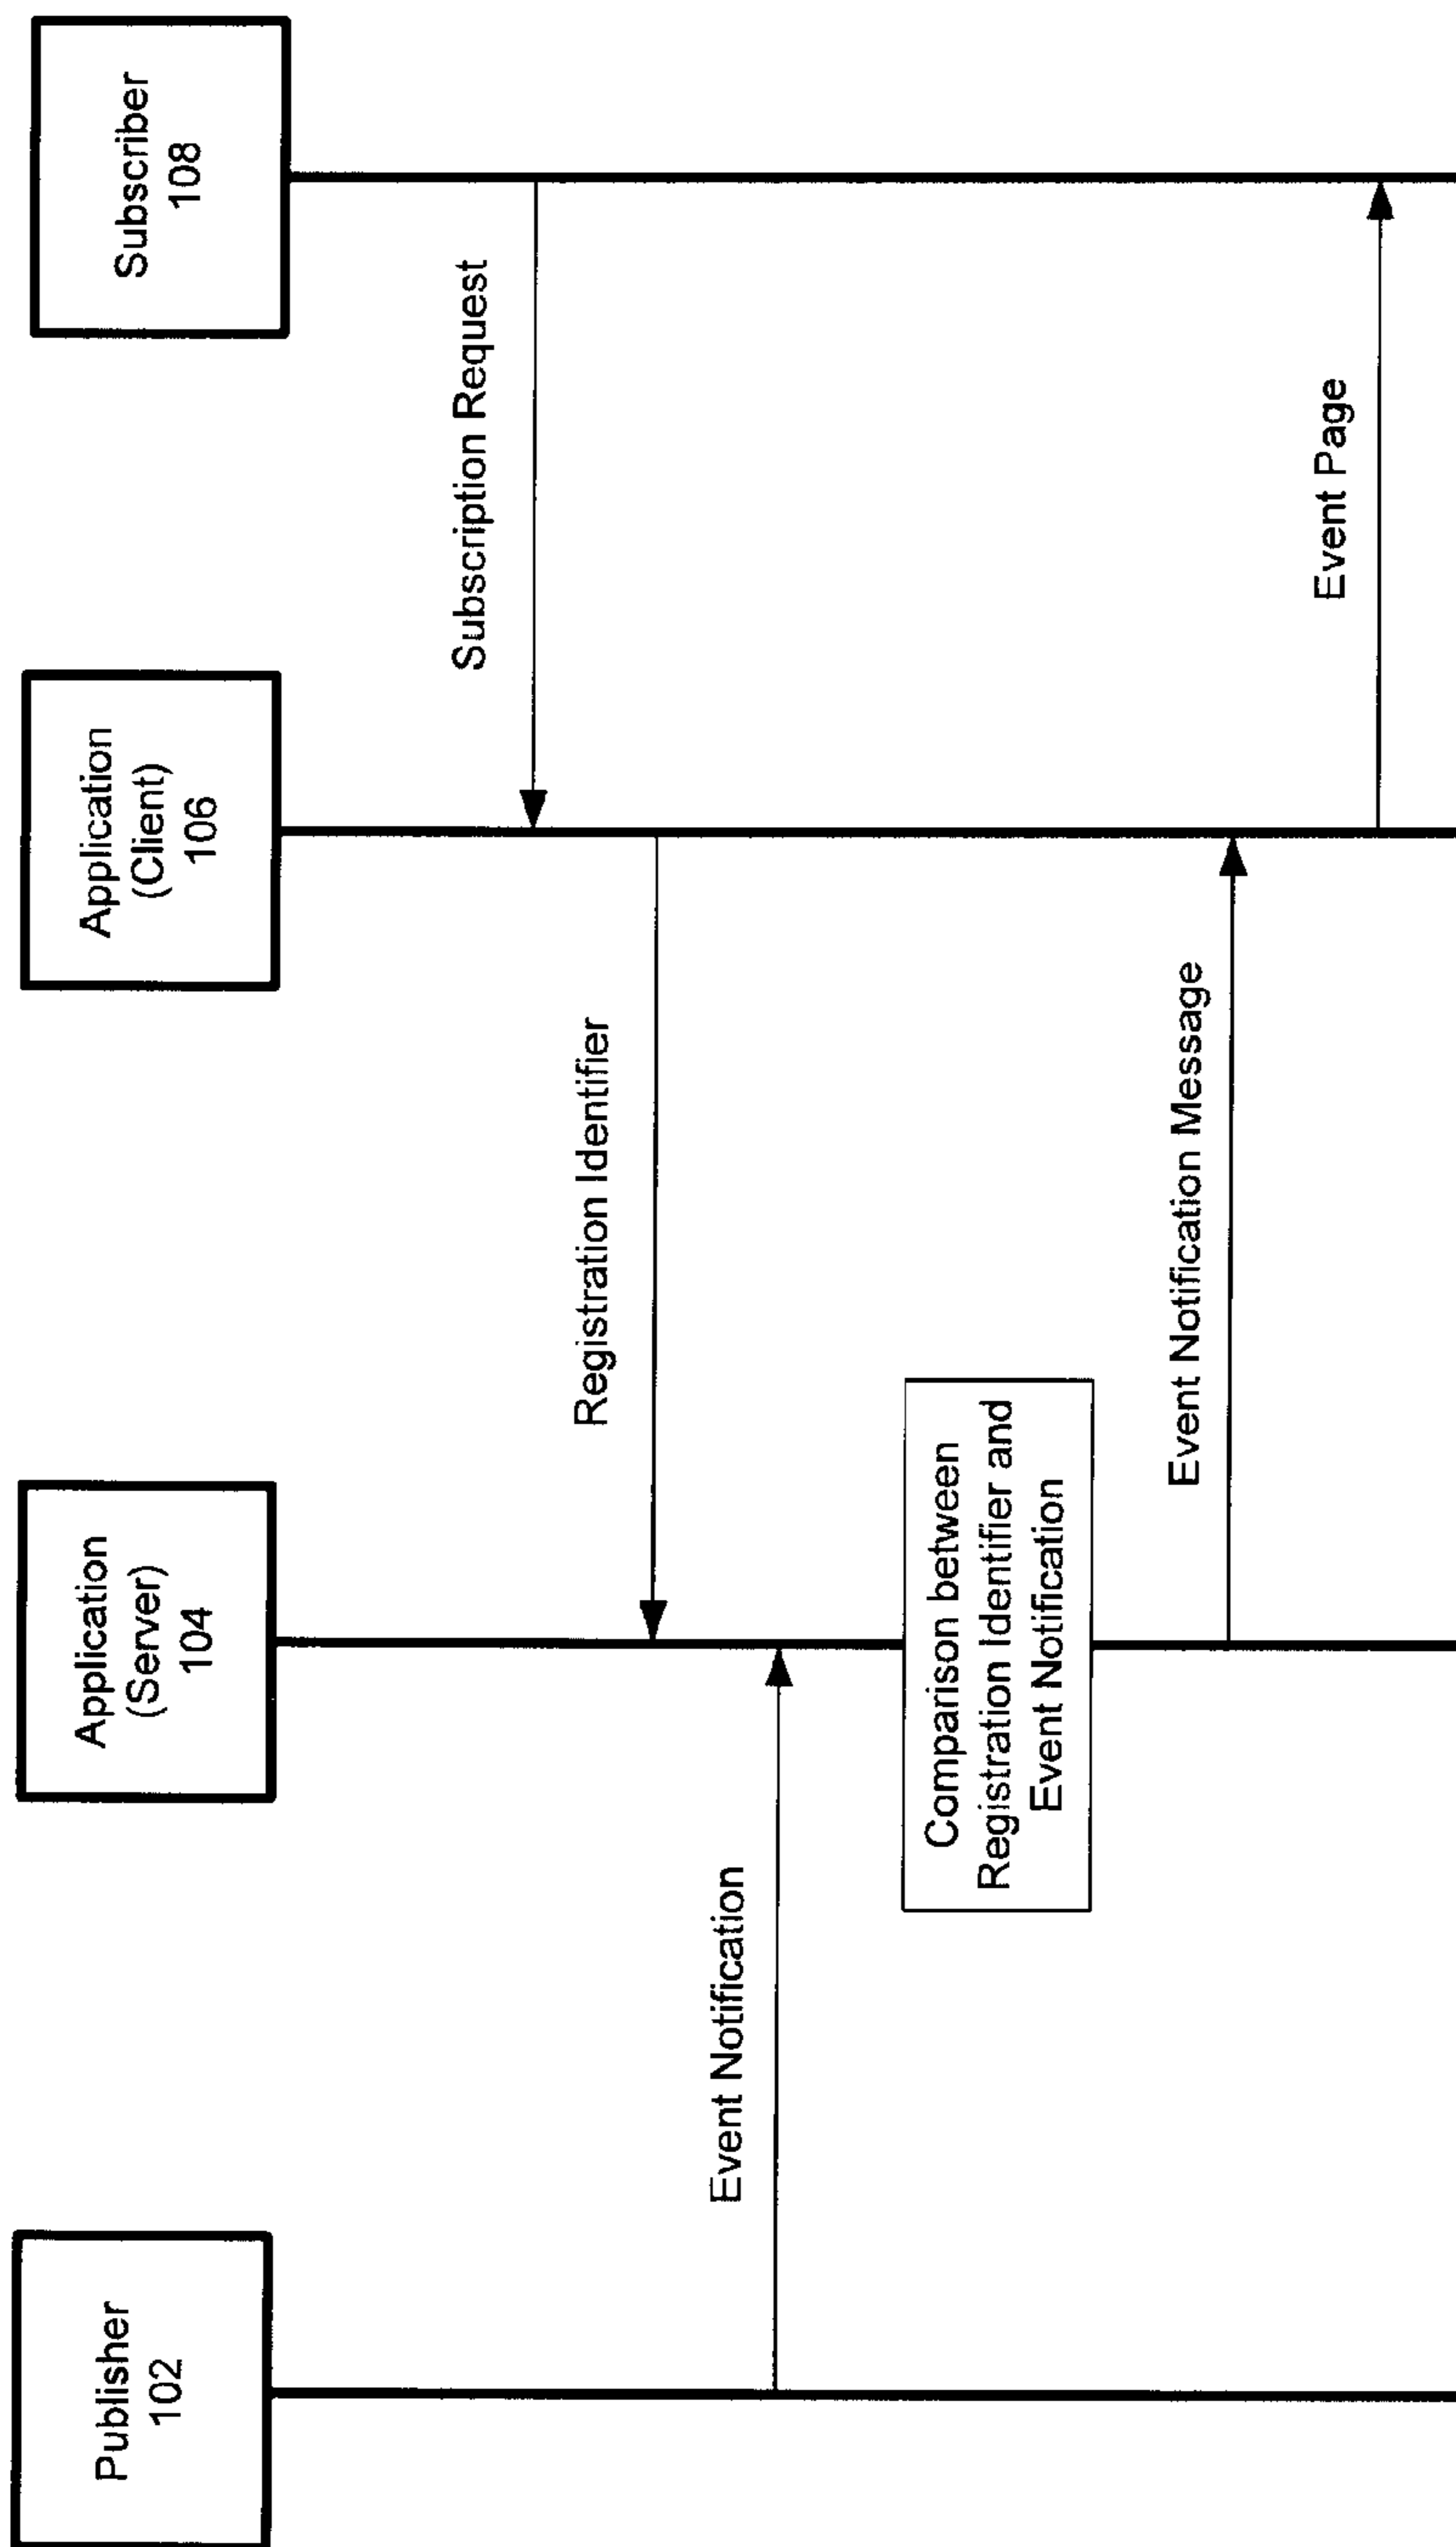 Publisher
102
Application
(Server)
104
Application
(Client)
106
Subscriber
108
Subscription Request
Registration Identifier
Event Notification
Comparison between
Registration Identifier and
Event Notification
Event Notification Message
Event Page